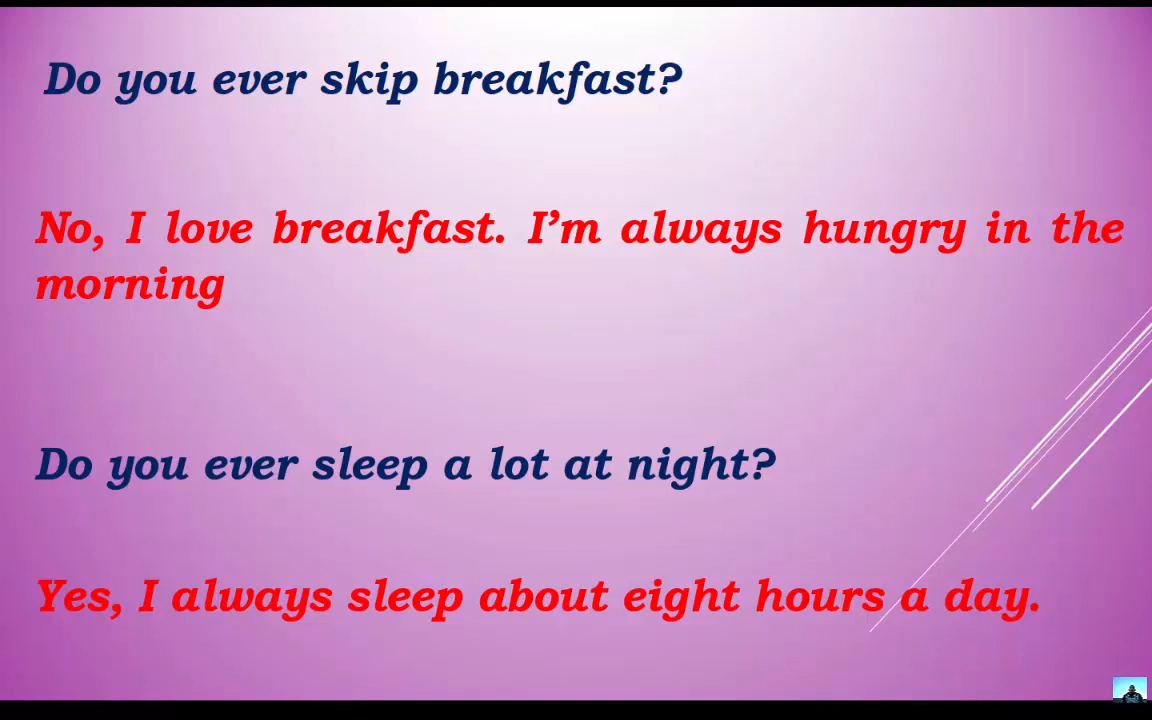 Do you ever skip breakfast?
No, I love breakfast. I’m always hungry in the
morning
Do you ever sleep a lot at night?
Yes, I always sleep about eight hours a day.